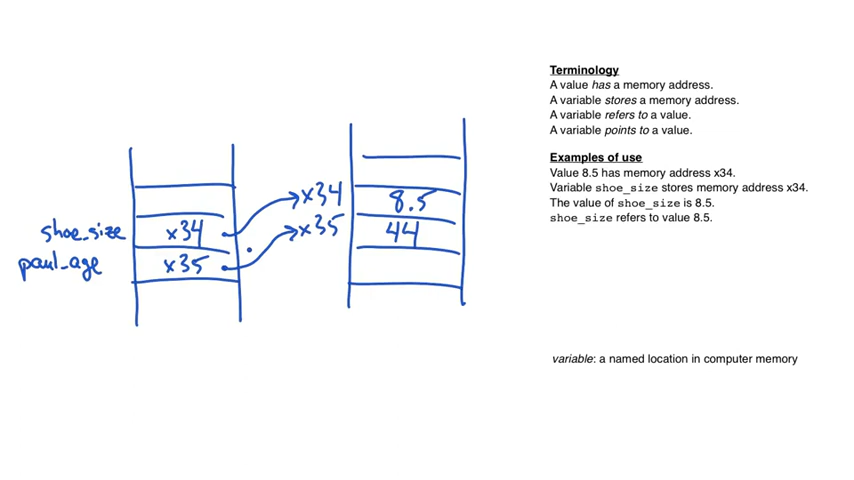 shoe_size
paul_age
x34
x35
x34
x35
8.5
44
Terminology
A value has a memory address.
A variable stores a memory address.
A variable refers to a value.
A variable points to a value.
Examples of use
Value 8.5 has memory address x34.
Variable shoe_size stores memory address x34.
The value of shoe_size is 8.5.
shoe_size refers to value 8.5.
variable: a named location in computer memory